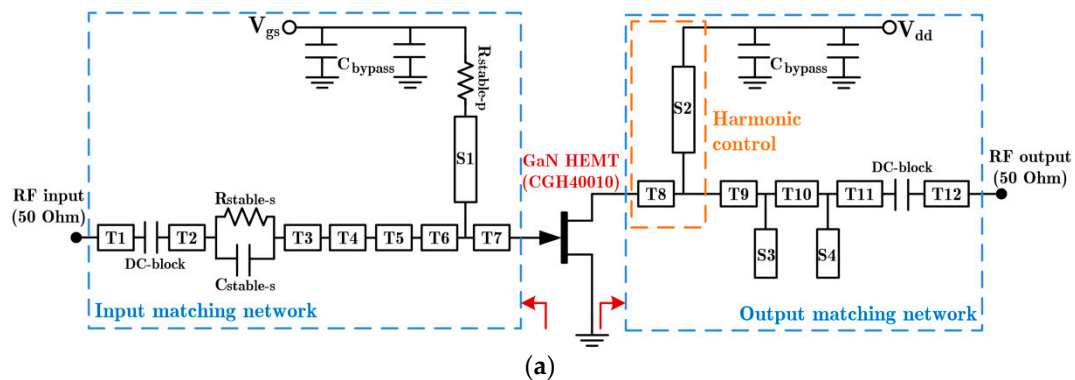 Vgs
Cbypass
Rstable-p
S1
RF input
(50 Ohm)
T1
DC-block
T2
Rstable-s
Cstable-s
T3
T4
T5
T6
T7
Input matching network
GaN HEMT
(CGH40010)
S2
Harmonic
control
Cbypass
Vdd
T8
T9
T10
T11
DC-block
T12
RF output
(50 Ohm)
S3
S4
Output matching network
(a)